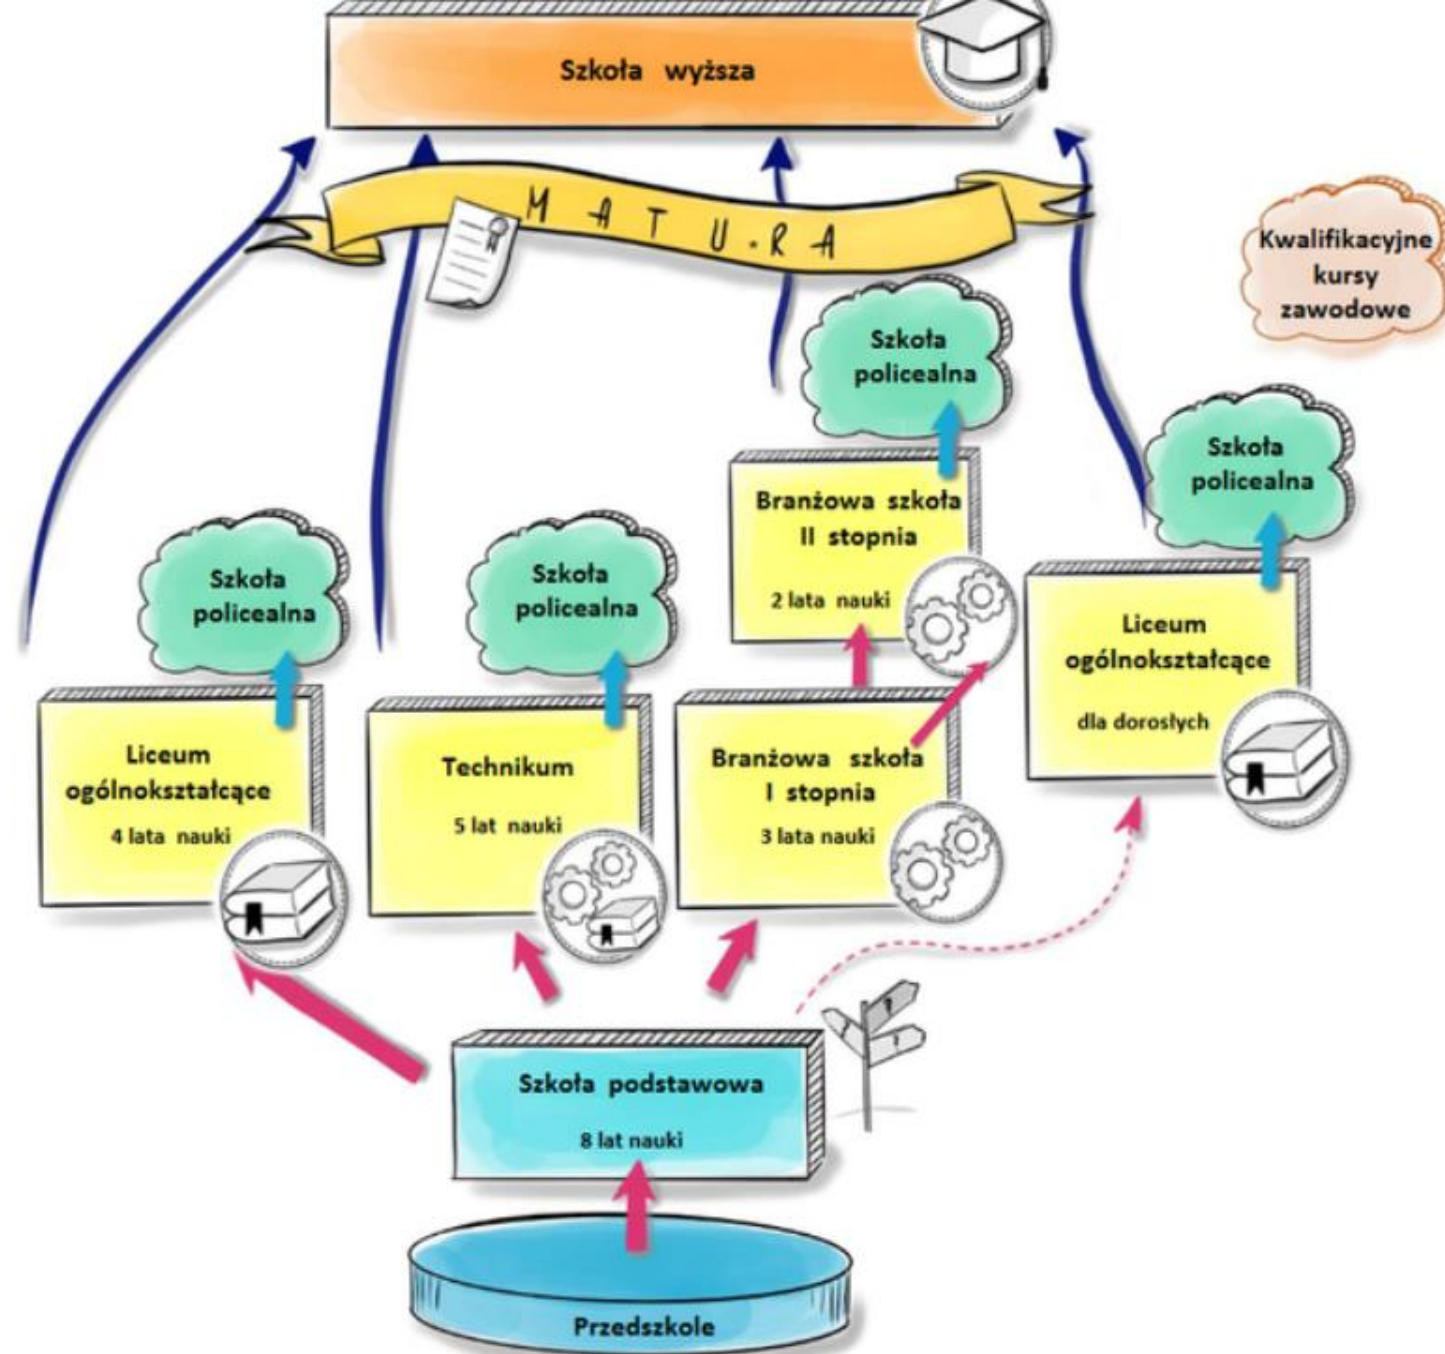 Szkoła wyższa
MATURA
Kwalifikacyjne
kursy
zawodowe
Szkoła
policealna
Szkoła
policealna
Branżowa szkoła
II stopnia
2 lata nauki
Szkoła
policealna
Szkoła
policealna
Liceum
ogólnokształcące
dla dorosłych
Liceum
ogólnokształcące
4 lata nauki
Technikum
5 lat nauki
Branżowa szkoła
I stopnia
3 lata nauki
Szkoła podstawowa
8 lat nauki
Przedszkole